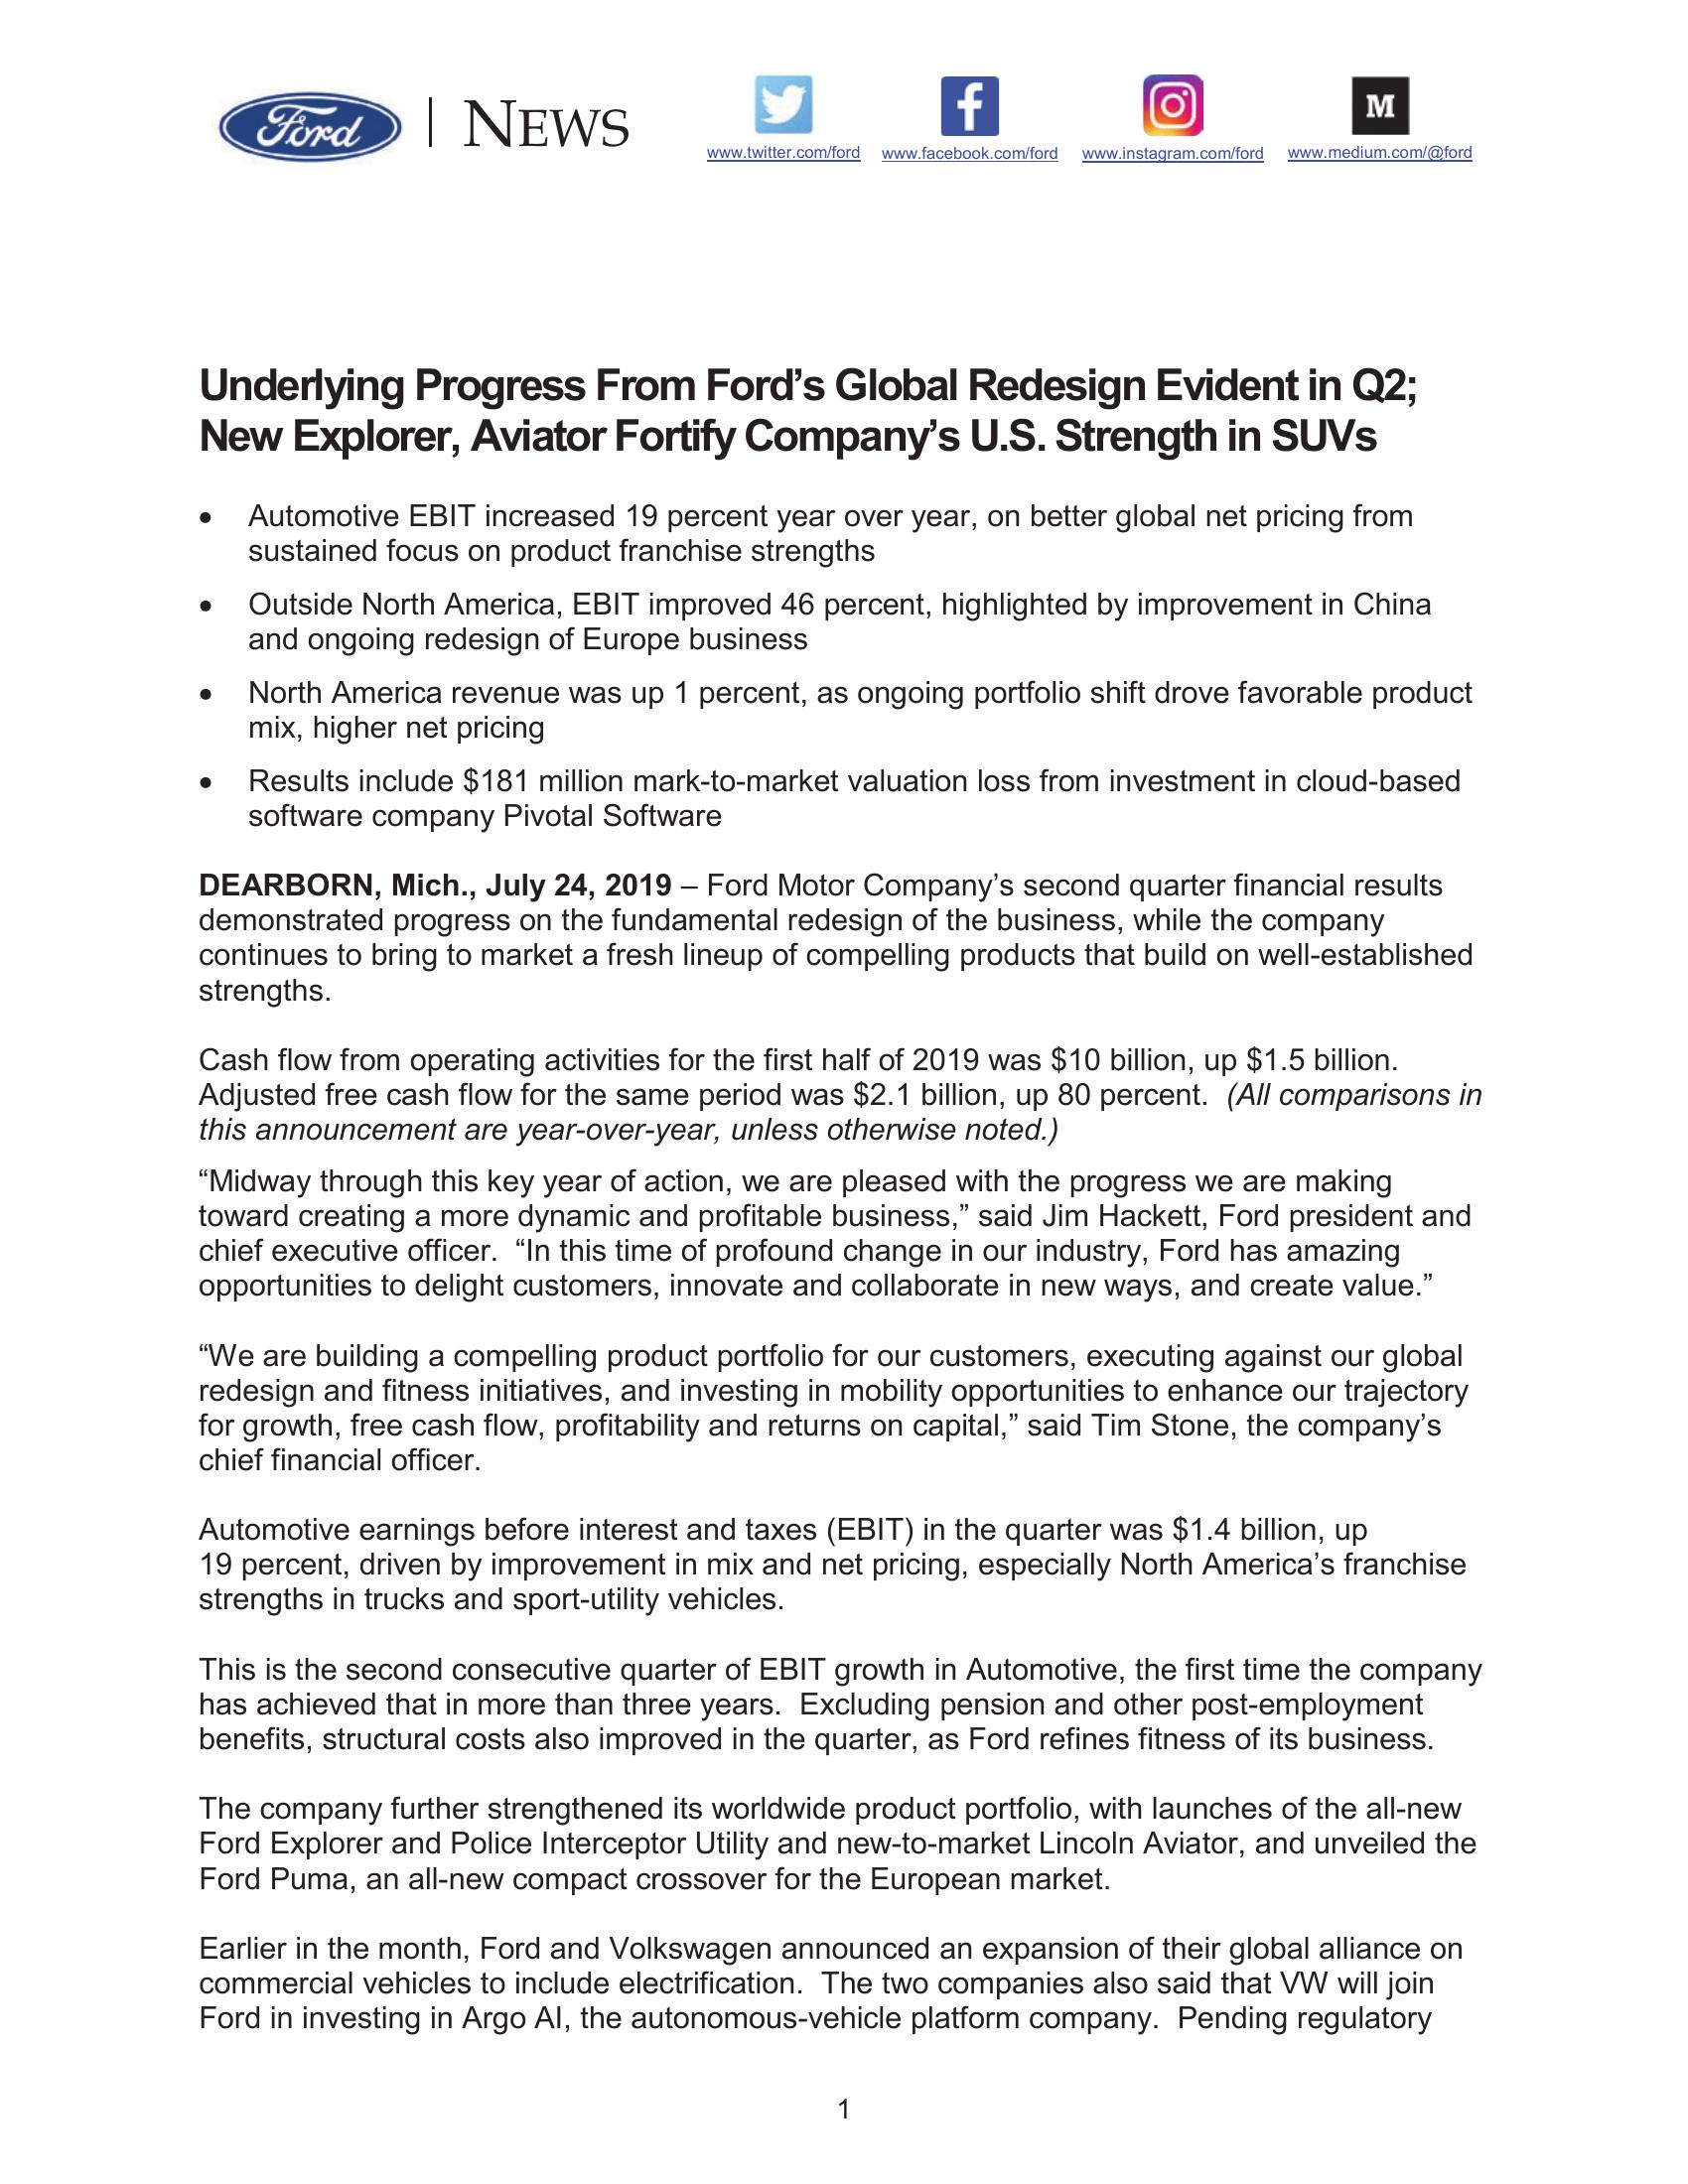 Ford | NEWS
www.twitter.com/ford www.facebook.com/ford www.instagram.com/ford M www.medium.com/@ford
Underlying Progress From Ford’s Global Redesign Evident in Q2;
New Explorer, Aviator Fortify Company’s U.S. Strength in SUVs
• Automotive EBIT increased 19 percent year over year, on better global net pricing from
sustained focus on product franchise strengths
• Outside North America, EBIT improved 46 percent, highlighted by improvement in China
and ongoing redesign of Europe business
• North America revenue was up 1 percent, as ongoing portfolio shift drove favorable product
mix, higher net pricing
• Results include $181 million mark-to-market valuation loss from investment in cloud-based
software company Pivotal Software
DEARBORN, Mich., July 24, 2019 – Ford Motor Company’s second quarter financial results
demonstrated progress on the fundamental redesign of the business, while the company
continues to bring to market a fresh lineup of compelling products that build on well-established
strengths.
Cash flow from operating activities for the first half of 2019 was $10 billion, up $1.5 billion.
Adjusted free cash flow for the same period was $2.1 billion, up 80 percent.  (All comparisons in
this announcement are year-over-year, unless otherwise noted.)
“Midway through this key year of action, we are pleased with the progress we are making
toward creating a more dynamic and profitable business,” said Jim Hackett, Ford president and
chief executive officer.  “In this time of profound change in our industry, Ford has amazing
opportunities to delight customers, innovate and collaborate in new ways, and create value.”
“We are building a compelling product portfolio for our customers, executing against our global
redesign and fitness initiatives, and investing in mobility opportunities to enhance our trajectory
for growth, free cash flow, profitability and returns on capital,” said Tim Stone, the company’s
chief financial officer.
Automotive earnings before interest and taxes (EBIT) in the quarter was $1.4 billion, up
19 percent, driven by improvement in mix and net pricing, especially North America’s franchise
strengths in trucks and sport-utility vehicles.
This is the second consecutive quarter of EBIT growth in Automotive, the first time the company
has achieved that in more than three years.  Excluding pension and other post-employment
benefits, structural costs also improved in the quarter, as Ford refines fitness of its business.
The company further strengthened its worldwide product portfolio, with launches of the all-new
Ford Explorer and Police Interceptor Utility and new-to-market Lincoln Aviator, and unveiled the
Ford Puma, an all-new compact crossover for the European market.
Earlier in the month, Ford and Volkswagen announced an expansion of their global alliance on
commercial vehicles to include electrification.  The two companies also said that VW will join
Ford in investing in Argo AI, the autonomous-vehicle platform company.  Pending regulatory
1